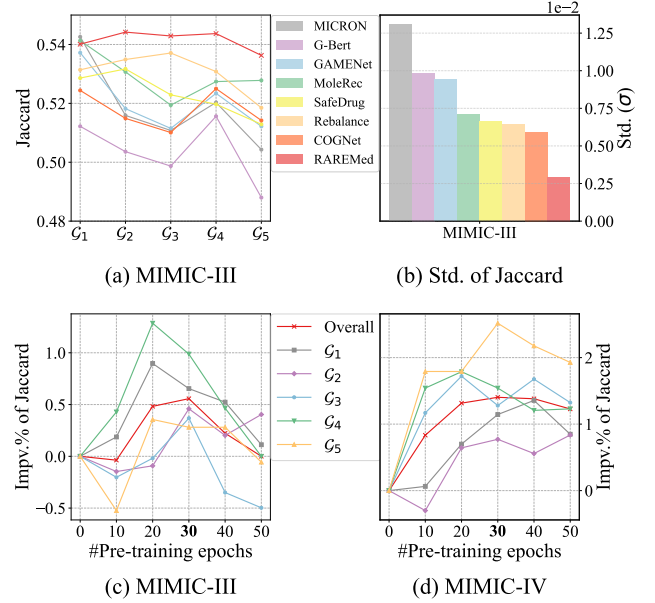 0.54
0.52
0.50
0.48
Jaccard
𝒢1 𝒢2 𝒢3 𝒢4 𝒢5
(a) MIMIC-III
MICRON
G-Bert
GAMENet
MoleRec
SafeDrug
Rebalance
COGNet
RAREMed
1e−2
1.25
1.00
0.75
0.50
0.25
0.00
Std. (σ)
MIMIC-III
(b) Std. of Jaccard
1.0
0.5
0.0
−0.5
Impv.% of Jaccard
0 10 20 30 40 50
#Pre-training epochs
(c) MIMIC-III
Overall
𝒢1
𝒢2
𝒢3
𝒢4
𝒢5
2
1
0
Impv.% of Jaccard
0 10 20 30 40 50
#Pre-training epochs
(d) MIMIC-IV